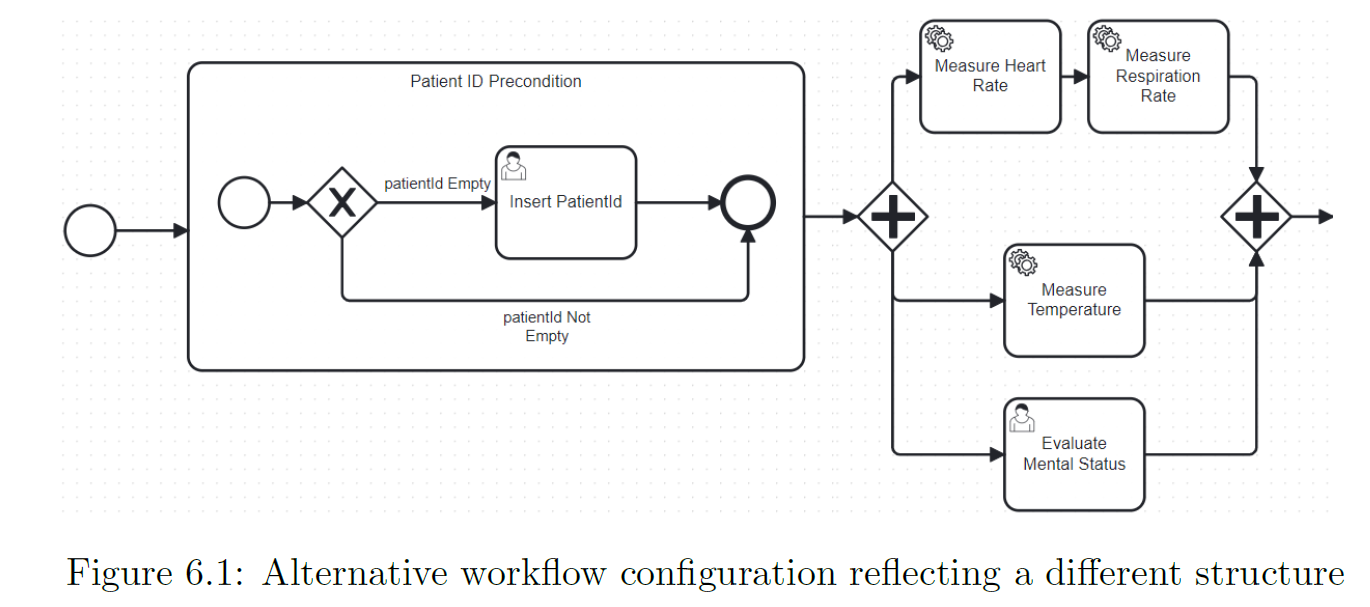 Patient ID Precondition
patientId Empty
Insert PatientId
patientId Not
Empty
Measure Heart
Rate
Measure
Respiration
Rate
Measure
Temperature
Evaluate
Mental Status
Figure 6.1: Alternative workflow configuration reflecting a different structure